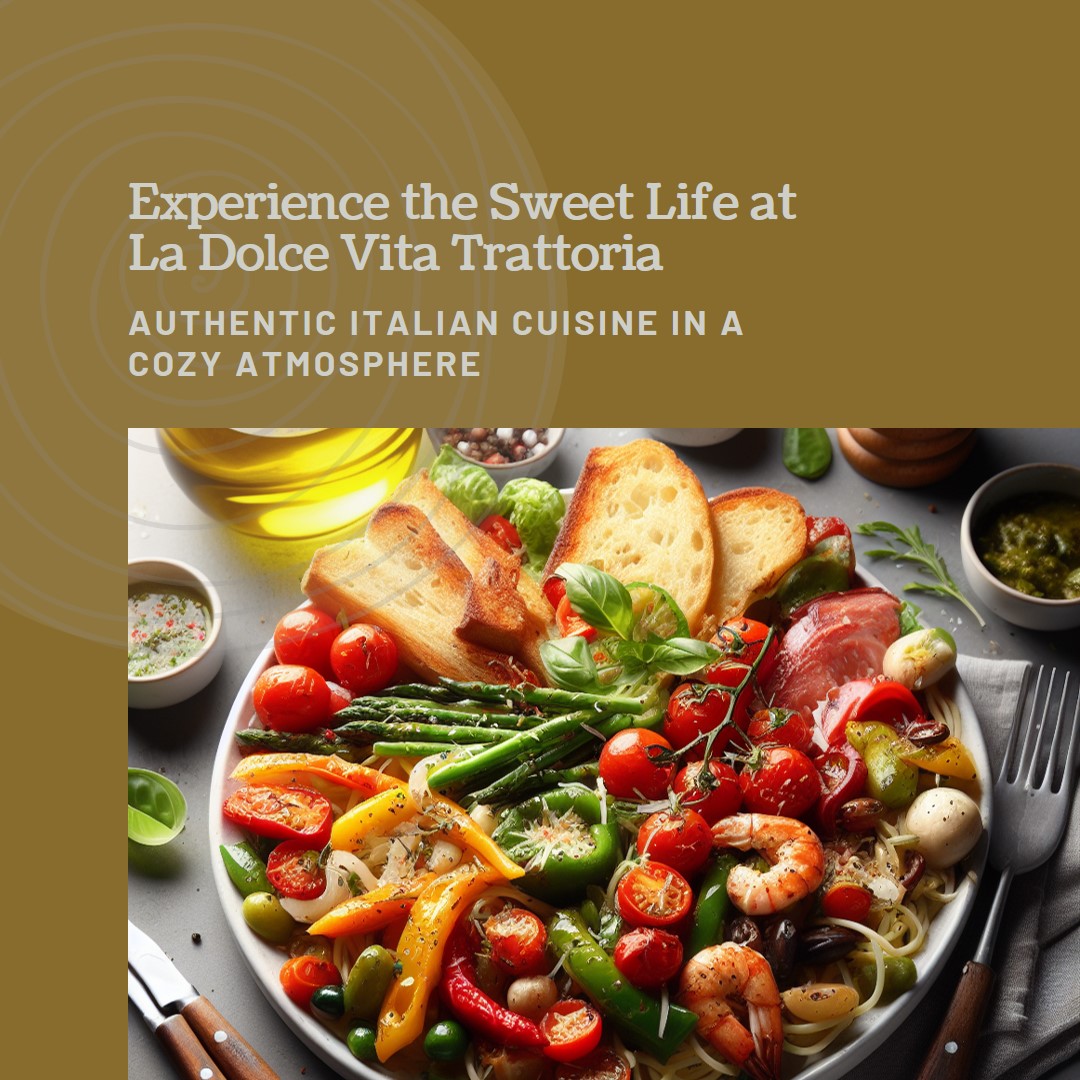 Experience the Sweet Life at
La Dolce Vita Trattoria
AUTHENTIC ITALIAN CUISINE IN A
COZY ATMOSPHERE